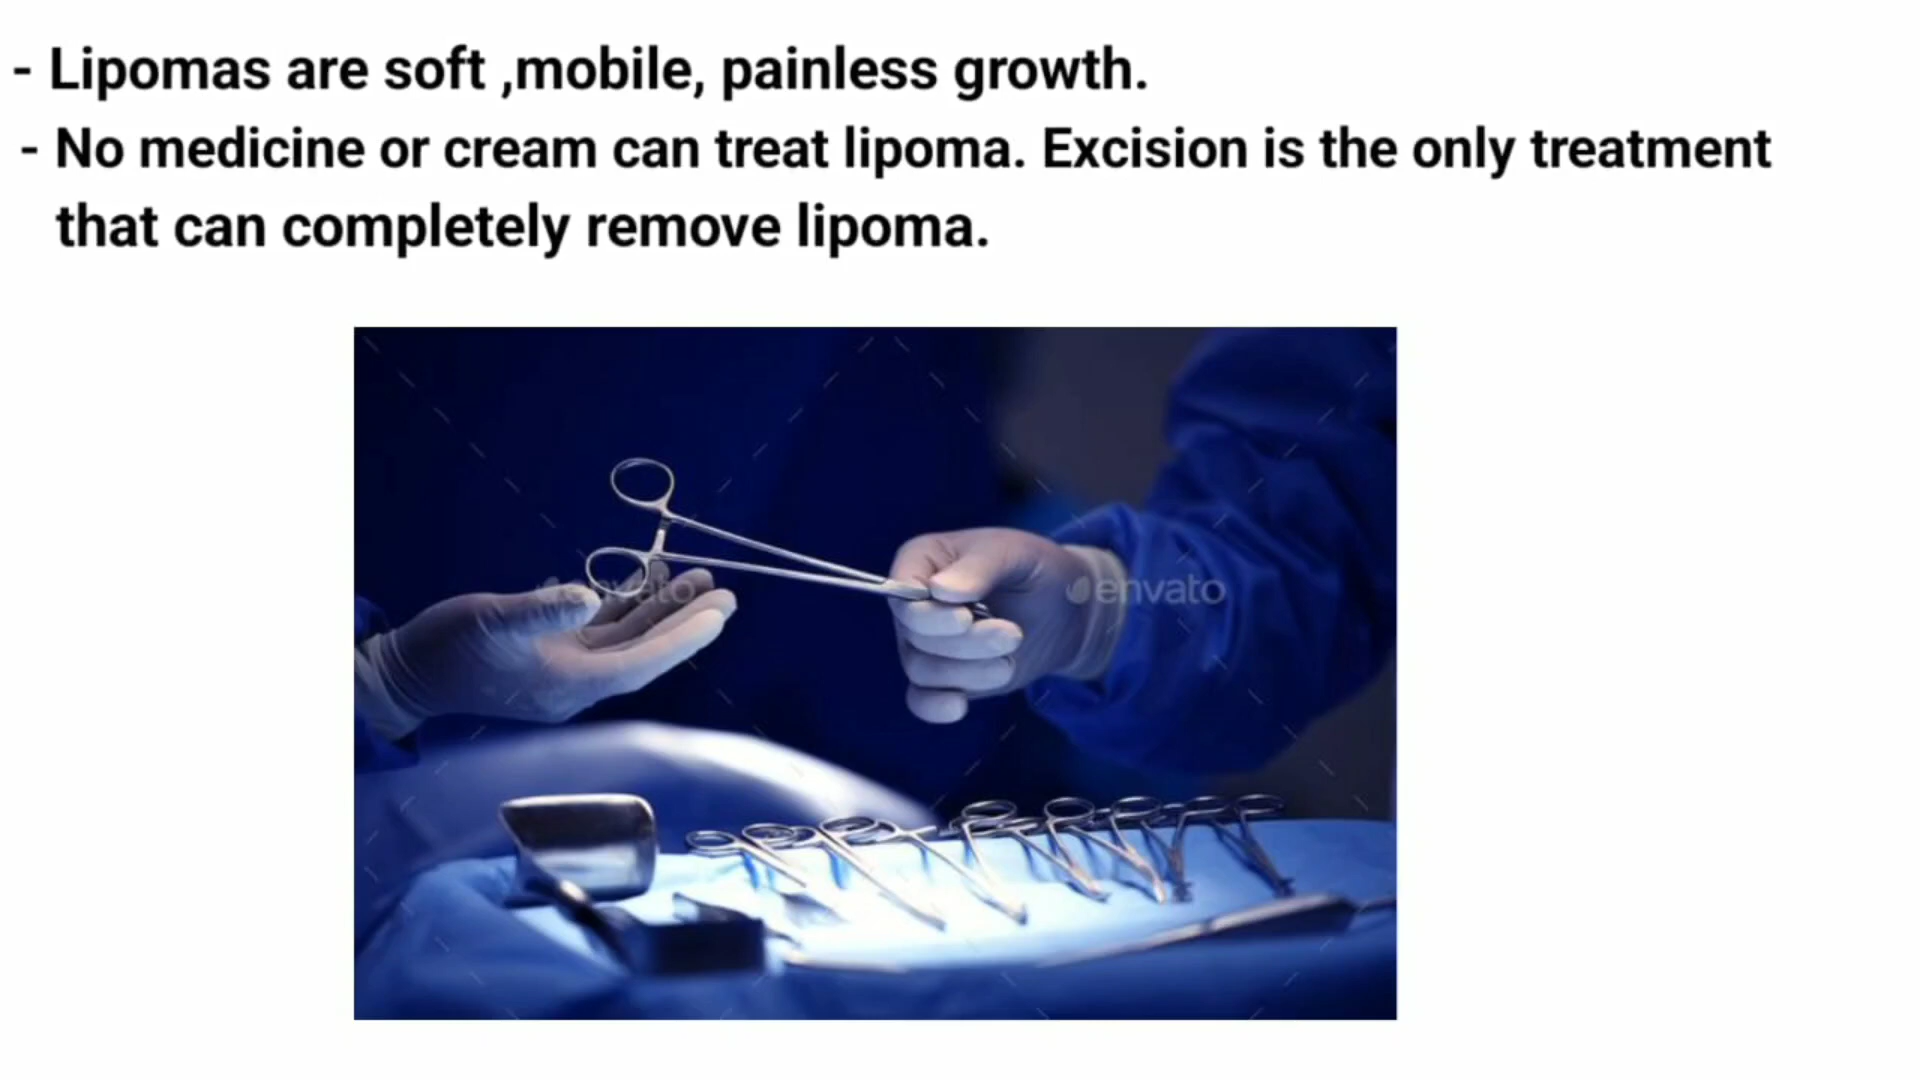 - Lipomas are soft ,mobile, painless growth.
- No medicine or cream can treat lipoma. Excision is the only treatment
that can completely remove lipoma.
envato
envato